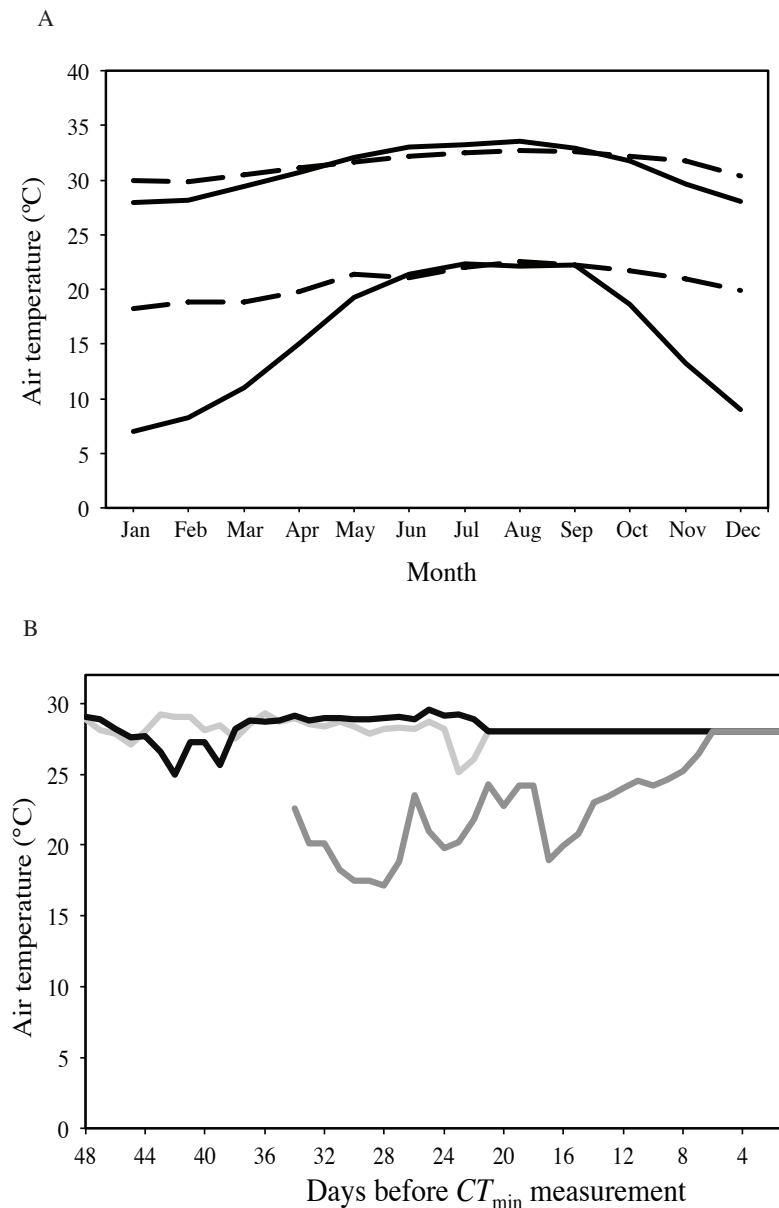 A
40
35
30
25
20
15
10
5
0
Air temperature (ºC)
Jan Feb Mar Apr May Jun Jul Aug Sep Oct Nov Dec
Month
B
30
25
20
15
10
5
0
Air temperature (°C)
48 44 40 36 32 28 24 20 16 12 8 4
Days before CTmin measurement